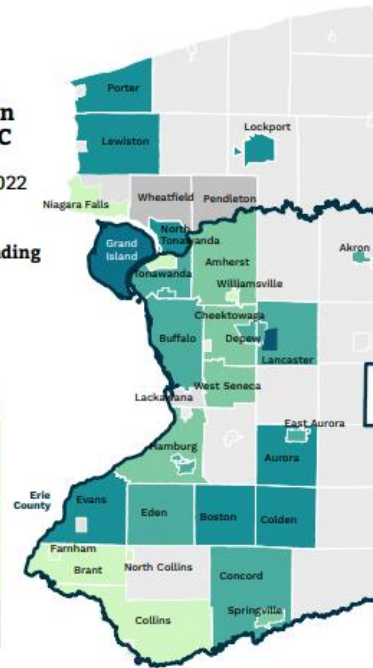 n
C
022
ding
Porter
Lewiston
Lockport
Niagara Falls
Wheatfield
Pendleton
North
Tonawanda
Grand
Island
Tonawanda
Amherst
Williamsville
Akron
Cheektowaga
Buffalo
Depew
Lancaster
West Seneca
Lackawanna
East Aurora
Hamburg
Aurora
Erie
County
Evans
Eden
Boston
Colden
Farnham
Brant
North Collins
Concord
Collins
Springville